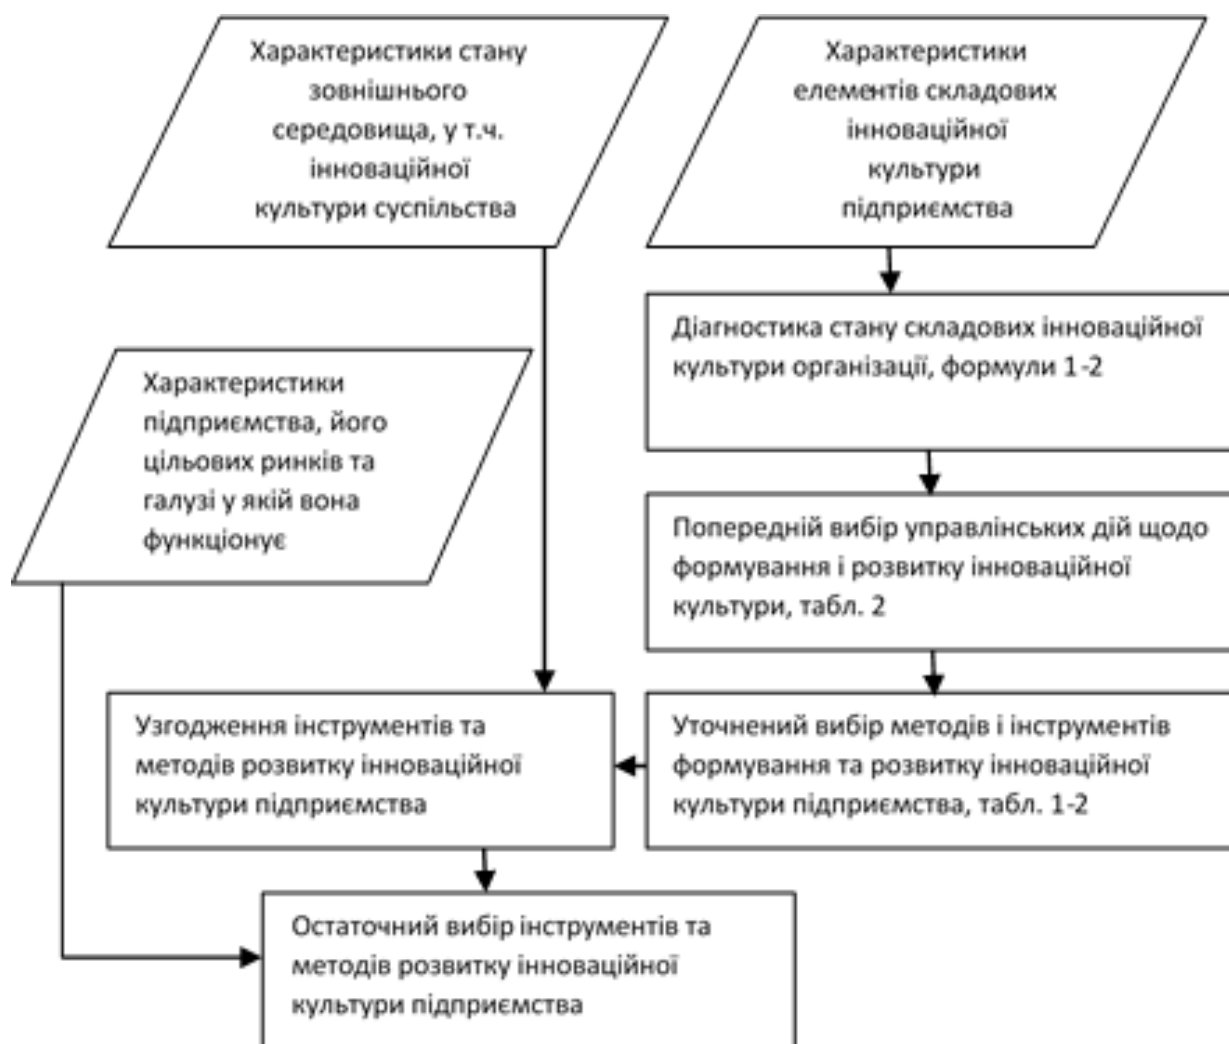 Характеристики стану
зовнішнього
середовища, у т.ч.
інноваційної
культури суспільства
Характеристики
елементів складових
інноваційної
культури
підприємства
Діагностика стану складових інноваційної
культури організації, формули 1-2
Характеристики
підприємства, його
цільових ринків та
галузі у якій вона
функціонує
Попередній вибір управлінських дій щодо
формування і розвитку інноваційної
культури, табл. 2
Узгодження інструментів та
методів розвитку інноваційної
культури підприємства
Уточнений вибір методів і інструментів
формування та розвитку інноваційної
культури підприємства, табл. 1-2
Остаточний вибір інструментів та
методів розвитку інноваційної
культури підприємства